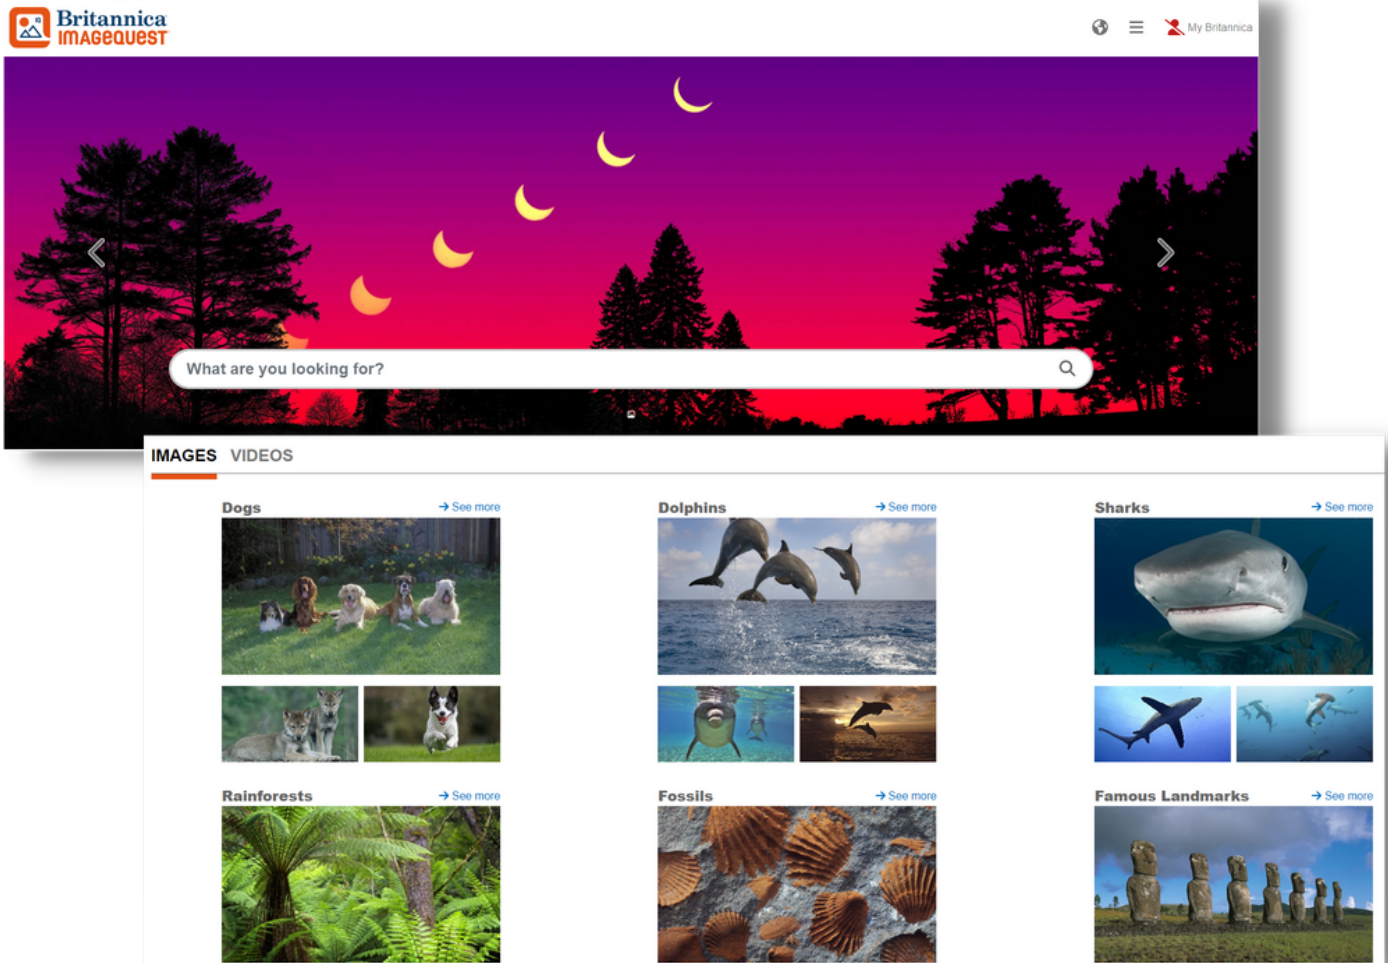 Britannica
IMAGEQUEST
My Britannica
What are you looking for?
IMAGES VIDEOS
Dogs → See more
Dolphins → See more
Sharks → See more
Rainforests → See more
Fossils → See more
Famous Landmarks → See more